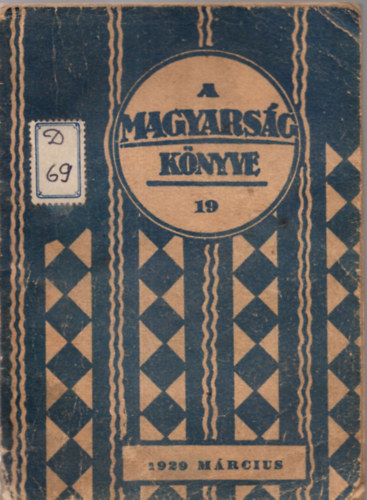 A
MAGYARSÁG
KÖNYVE
19
D
69
1929 MÁRCIUS